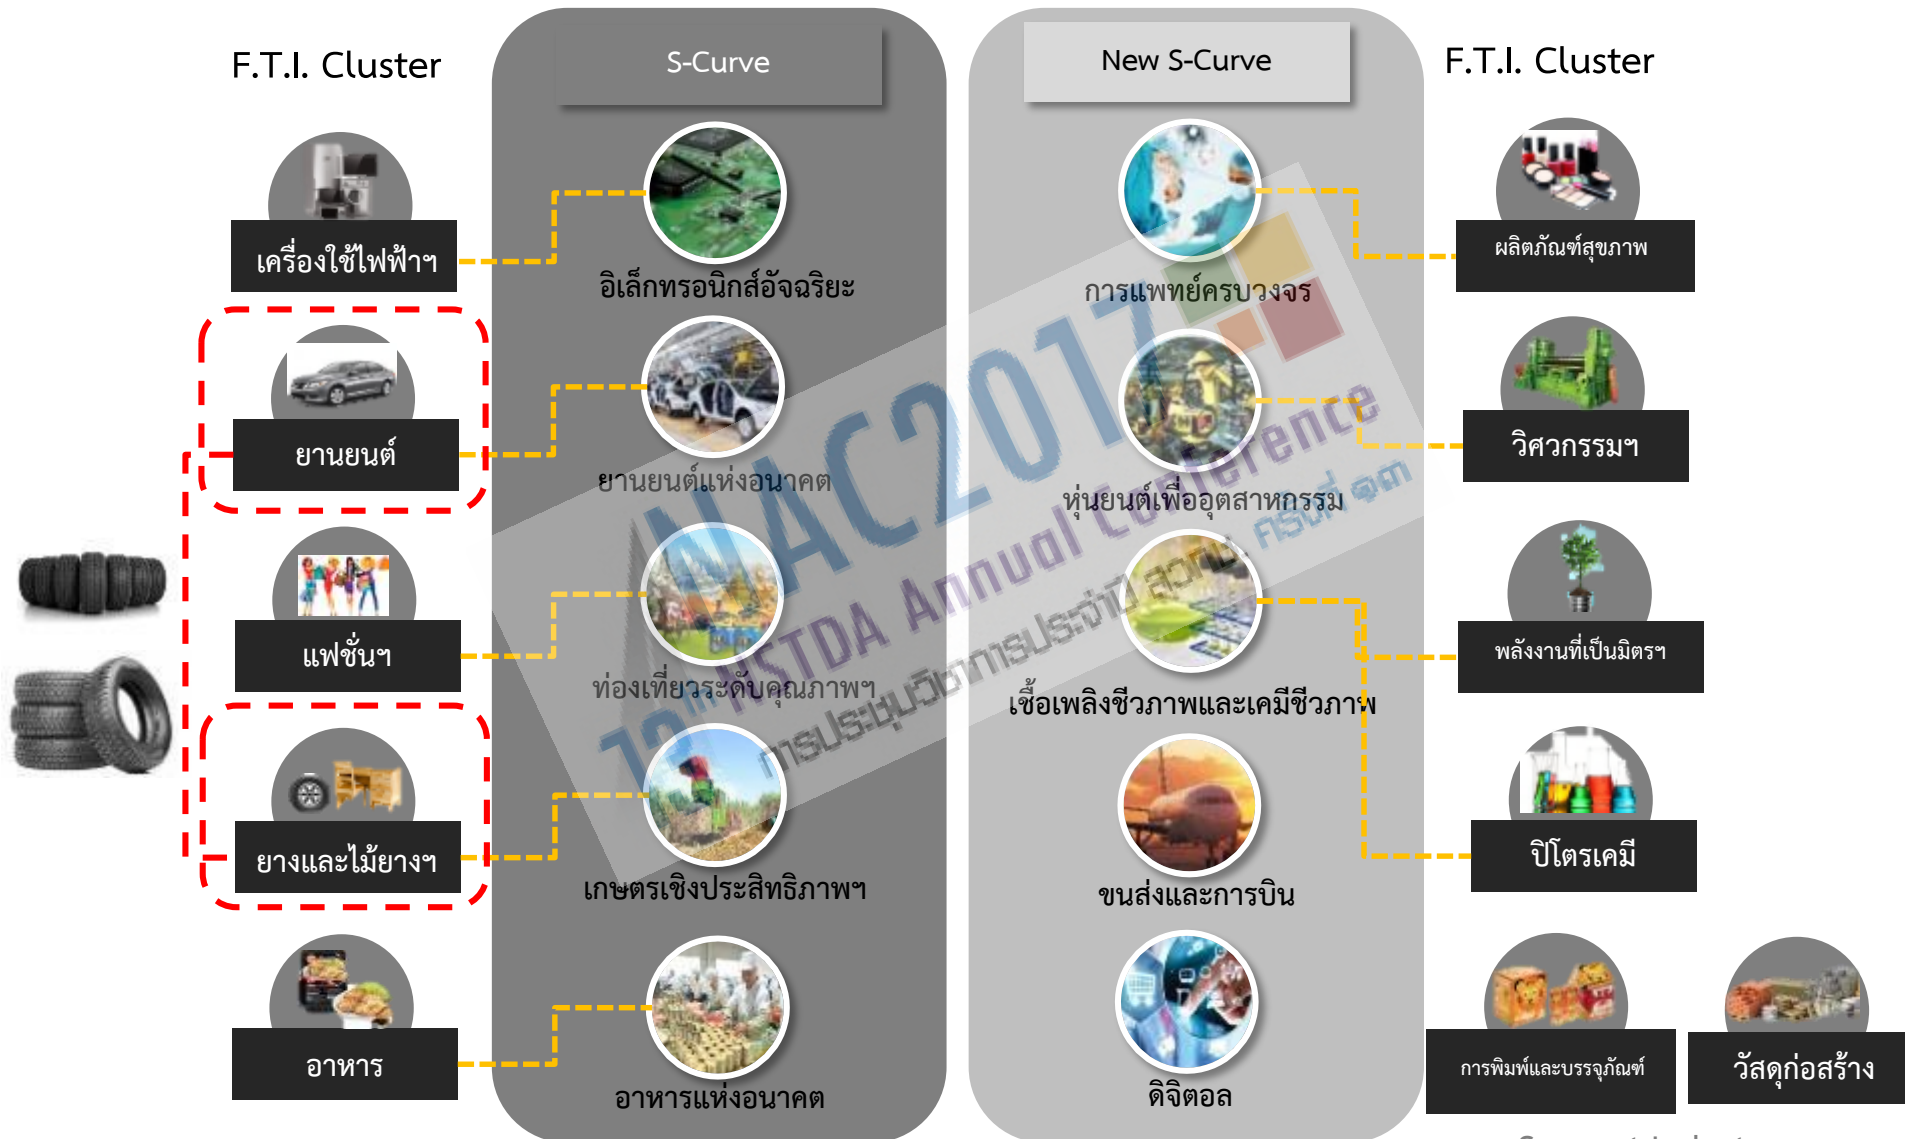 F.T.I. Cluster
S-Curve
New S-Curve
F.T.I. Cluster
เครื่องใช้ไฟฟ้าฯ
อิเล็กทรอนิกส์อัจฉริยะ
การแพทย์ครบวงจร
ผลิตภัณฑ์สุขภาพ
ยานยนต์
ยานยนต์แห่งอนาคต
หุ่นยนต์เพื่ออุตสาหกรรม
วิศวกรรมฯ
แฟชั่นฯ
ท่องเที่ยวระดับคุณภาพฯ
เชื้อเพลิงชีวภาพและเคมีชีวภาพ
พลังงานที่เป็นมิตรฯ
ยางและไม้ยางฯ
เกษตรเชิงประสิทธิภาพฯ
ขนส่งและการบิน
ปิโตรเคมี
อาหาร
อาหารแห่งอนาคต
ดิจิตอล
การพิมพ์และบรรจุภัณฑ์
วัสดุก่อสร้าง
NAC2017
13th NSTDA Annual Conference
การประชุมวิชาการประจำปี สวทช. ครั้งที่ ๑๓